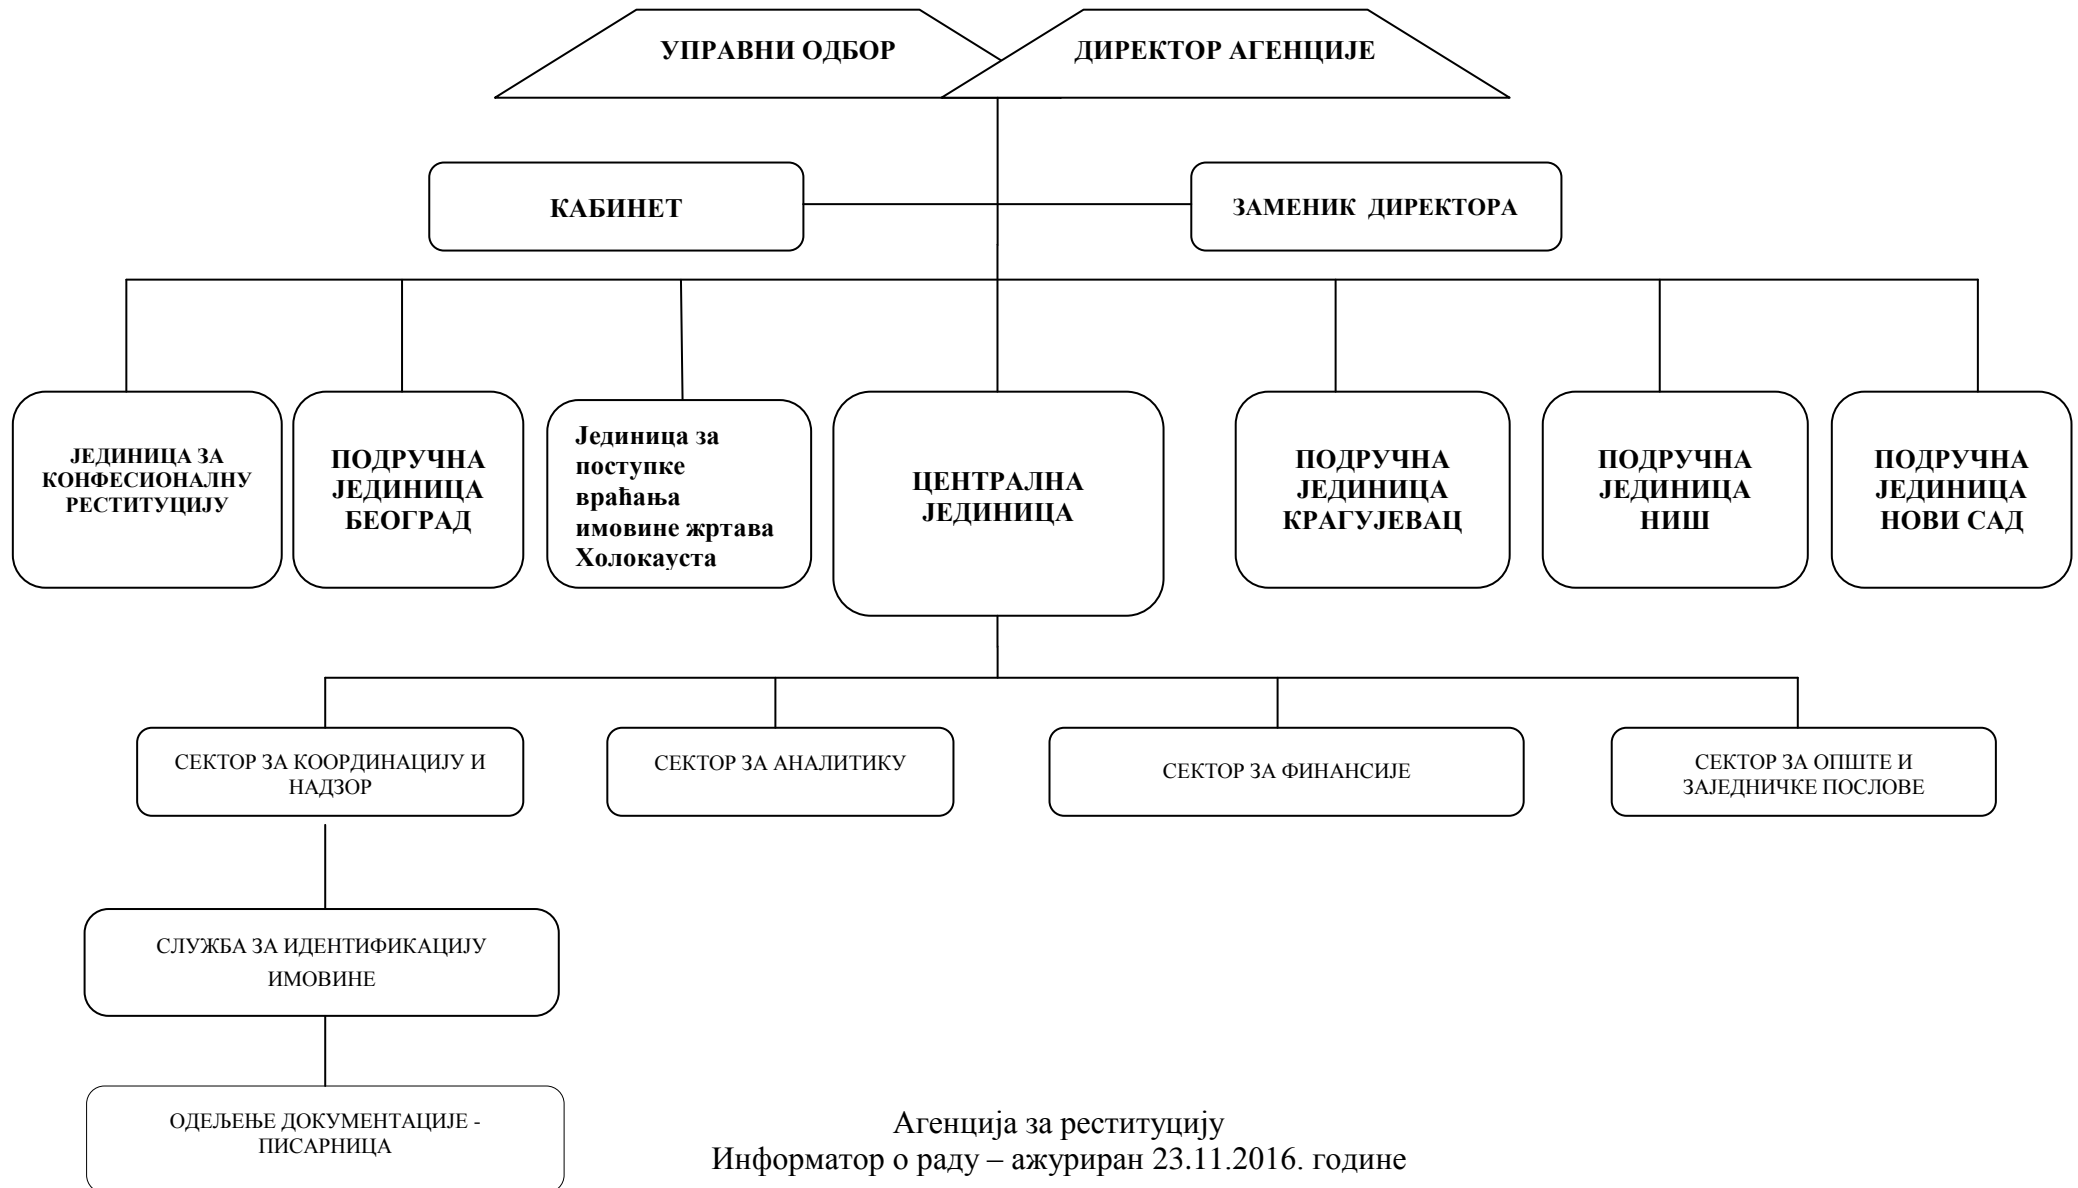 УПРАВНИ ОДБОР
ДИРЕКТОР АГЕНЦИЈЕ
КАБИНЕТ
ЗАМЕНИК ДИРЕКТОРА
ЈЕДИНИЦА ЗА
КОНФЕСИОНАЛНУ
РЕСТИТУЦИЈУ
ПОДРУЧНА
ЈЕДИНИЦА
БЕОГРАД
Јединица за
поступке
враћања
имовине жртава
Холокауста
ЦЕНТРАЛНА
ЈЕДИНИЦА
ПОДРУЧНА
ЈЕДИНИЦА
КРАГУЈЕВАЦ
ПОДРУЧНА
ЈЕДИНИЦА
НИШ
ПОДРУЧНА
ЈЕДИНИЦА
НОВИ САД
СЕКТОР ЗА КООРДИНАЦИЈУ И
НАДЗОР
СЕКТОР ЗА АНАЛИТИКУ
СЕКТОР ЗА ФИНАНСИЈЕ
СЕКТОР ЗА ОПШТЕ И
ЗАЈЕДНИЧКЕ ПОСЛОВЕ
СЛУЖБА ЗА ИДЕНТИФИКАЦИЈУ
ИМОВИНЕ
ОДЕЉЕЊЕ ДОКУМЕНТАЦИЈЕ -
ПИСАРНИЦА
Агенција за реституцију
Информатор о раду – ажуриран 23.11.2016. године